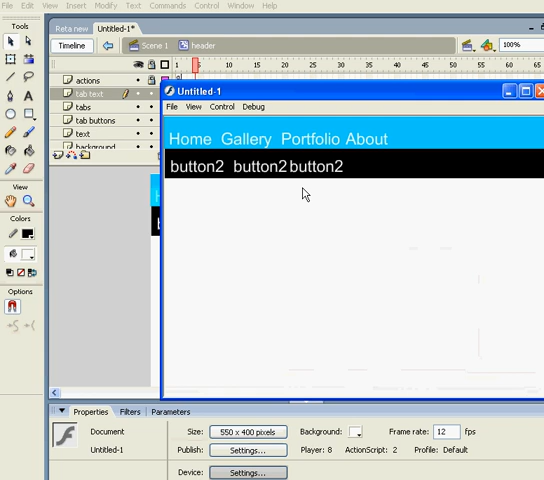 File Edit View Insert Modify Text Commands Control Window Help
Tools
Reta new Untitled-1*
Timeline Scene 1 header 100%
1 5 10 15 20 25 30 35 40 45 50 55 60 65
actions
tab text
tabs
tab buttons
text
background
Untitled-1
File View Control Debug
Home Gallery Portfolio About
button2 button2 button2
View
Colors
Options
Properties Filters Parameters
Document
Size: 550 x 400 pixels Background: Frame rate: 12 fps
Untitled-1
Publish: Settings... Player: 8 ActionScript: 2 Profile: Default
Device: Settings...